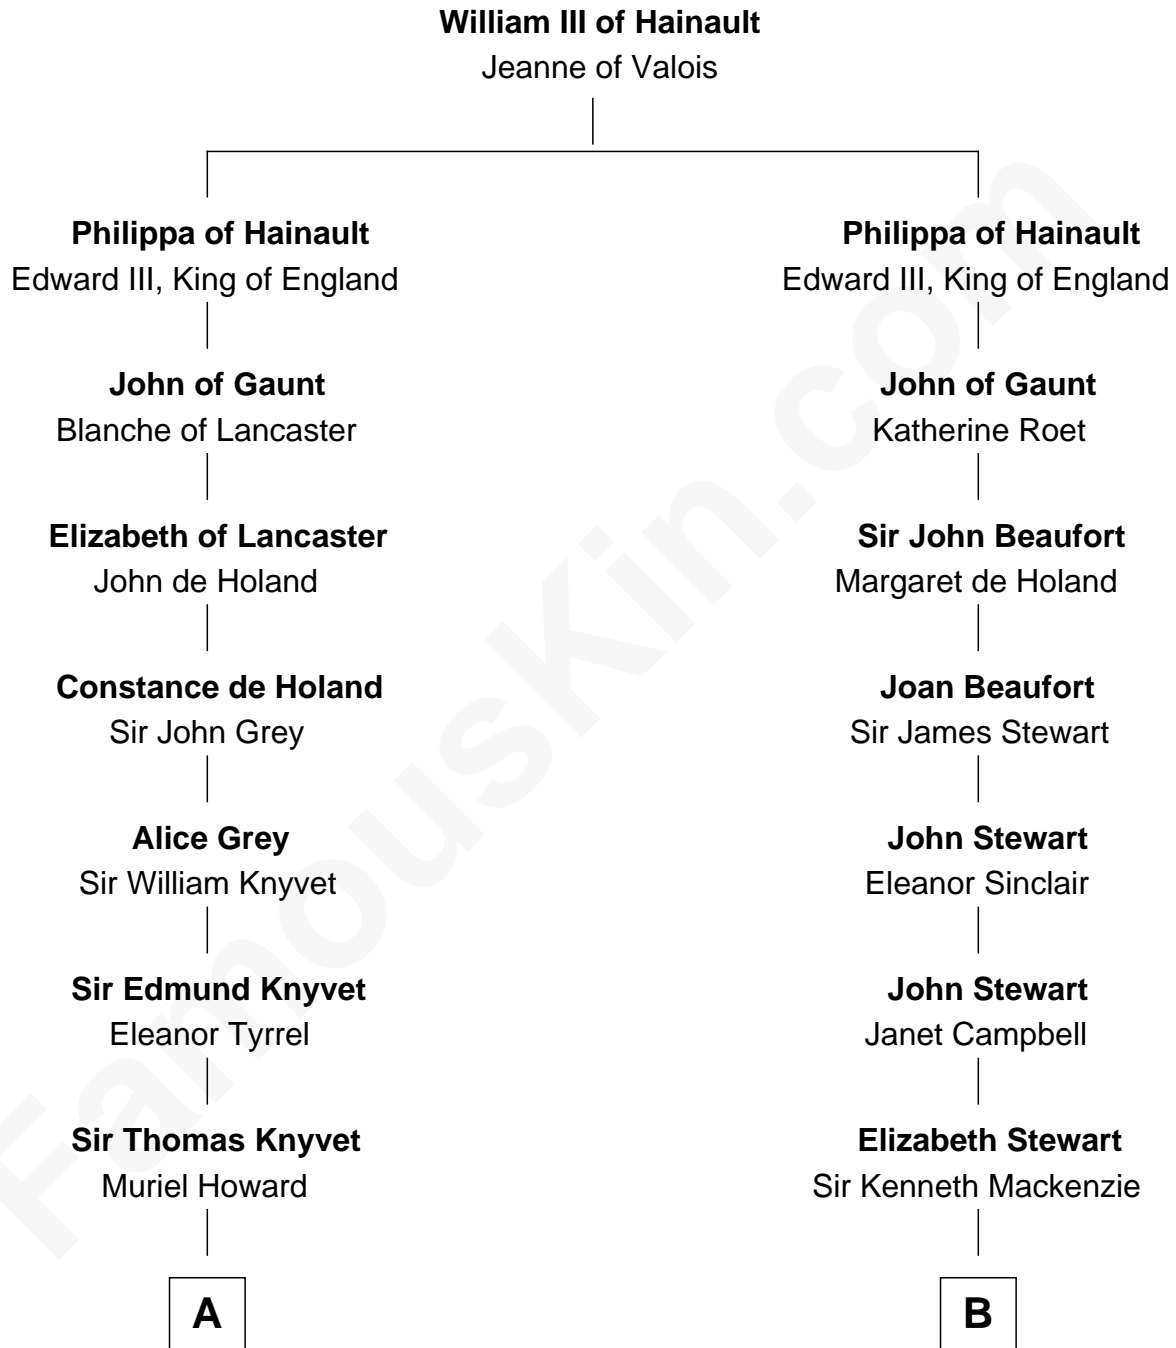 William III of Hainault
Jeanne of Valois
Philippa of Hainault
Edward III, King of England
John of Gaunt
Blanche of Lancaster
Elizabeth of Lancaster
John de Holand
Constance de Holand
Sir John Grey
Alice Grey
Sir William Knyvet
Sir Edmund Knyvet
Eleanor Tyrrel
Sir Thomas Knyvet
Muriel Howard
A
Philippa of Hainault
Edward III, King of England
John of Gaunt
Katherine Roet
Sir John Beaufort
Margaret de Holand
Joan Beaufort
Sir James Stewart
John Stewart
Eleanor Sinclair
John Stewart
Janet Campbell
Elizabeth Stewart
Sir Kenneth Mackenzie
B
FamousKin.com